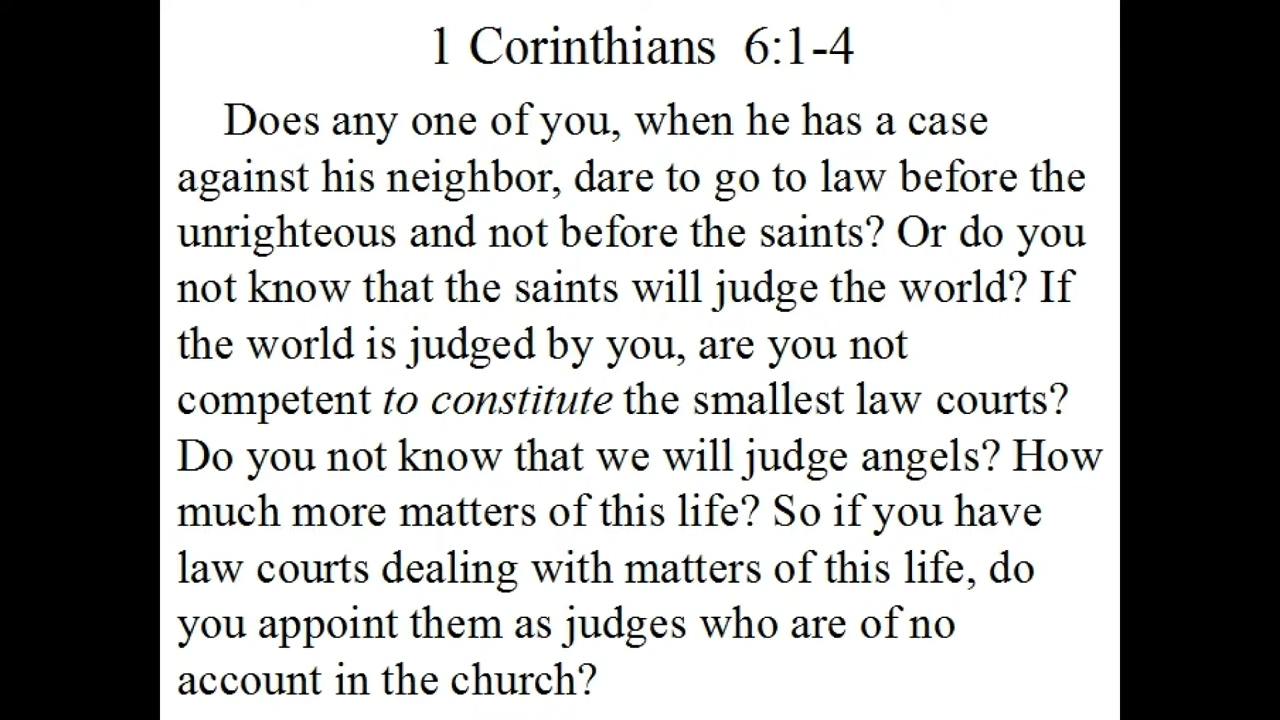 1 Corinthians  6:1-4
Does any one of you, when he has a case
against his neighbor, dare to go to law before the
unrighteous and not before the saints? Or do you
not know that the saints will judge the world? If
the world is judged by you, are you not
competent to constitute the smallest law courts?
Do you not know that we will judge angels? How
much more matters of this life? So if you have
law courts dealing with matters of this life, do
you appoint them as judges who are of no
account in the church?